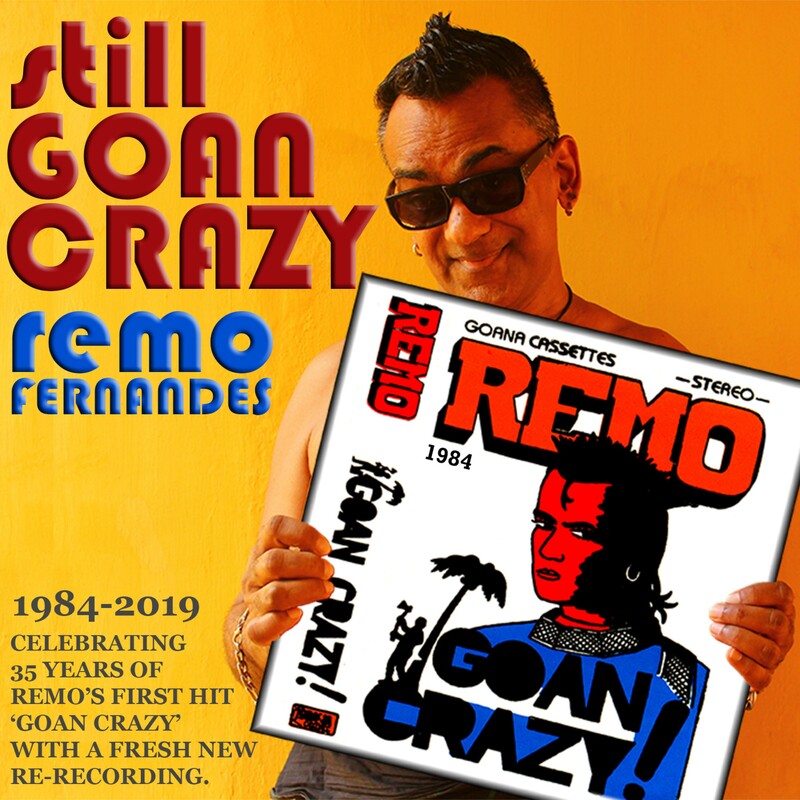 still
GOAN
CRAZY
remo
FERNANDES
GOANA CASSETTES
—STEREO—
REMO
REMO
1984
GOAN CRAZY!
GOAN
CRAZY!
1984-2019
CELEBRATING
35 YEARS OF
REMO’S FIRST HIT
‘GOAN CRAZY’
WITH A FRESH NEW
RE-RECORDING.